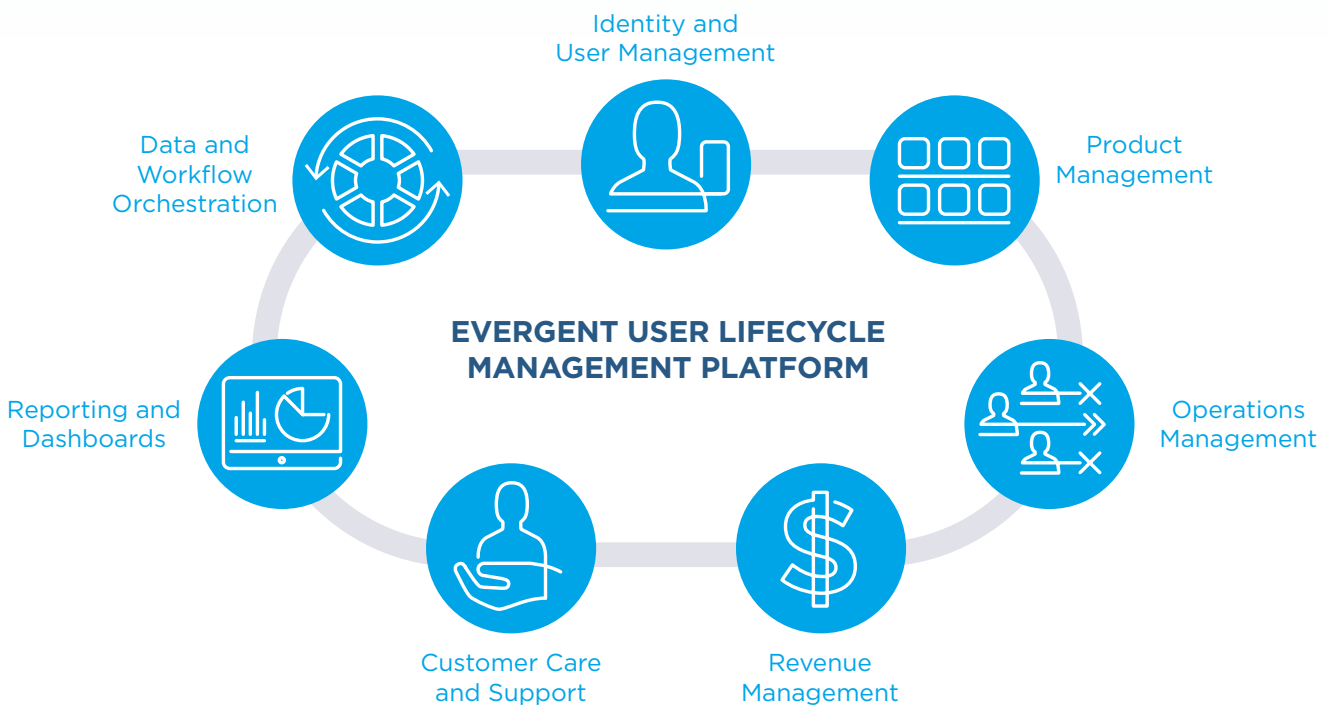 Identity and
User Management
Data and
Workflow
Orchestration
Product
Management
EVERGENT USER LIFECYCLE
MANAGEMENT PLATFORM
Reporting and
Dashboards
Operations
Management
Customer Care
and Support
Revenue
Management